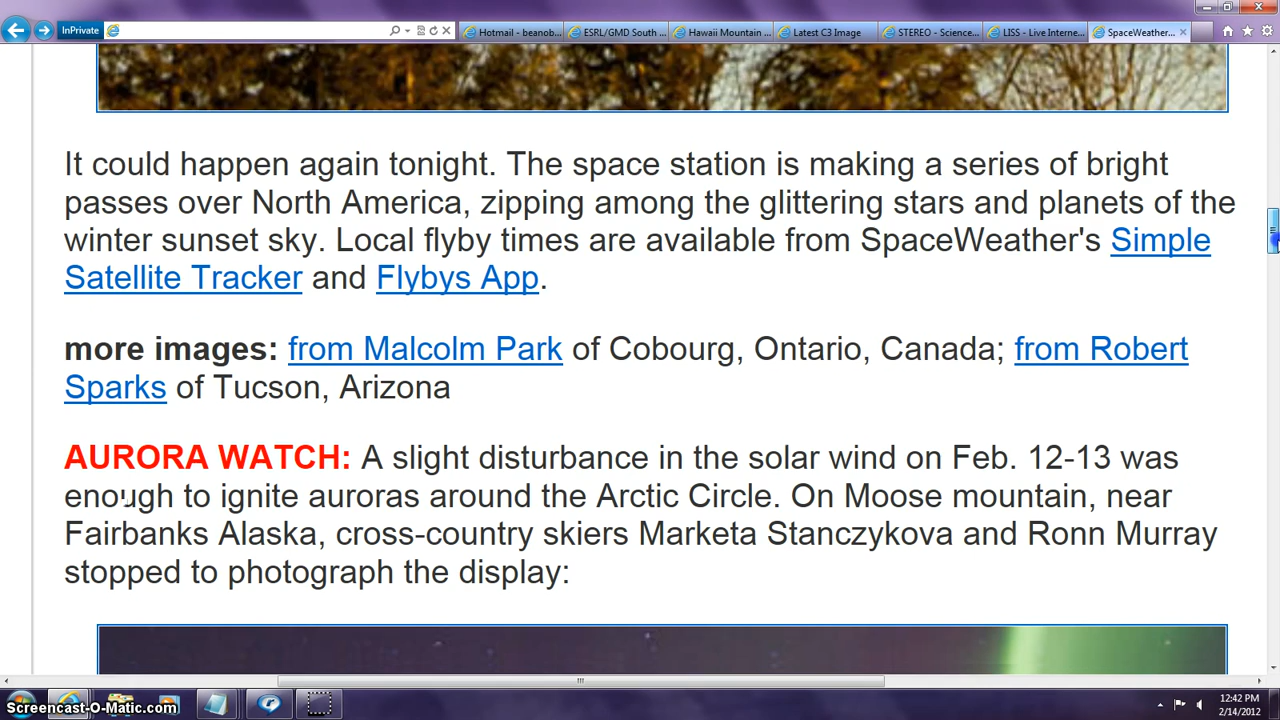 InPrivate
Hotmail - beanob...
ESRL/GMD South ...
Hawaii Mountain ...
Latest C3 Image
STEREO - Science...
LISS - Live Interne...
SpaceWeather...
It could happen again tonight. The space station is making a series of bright
passes over North America, zipping among the glittering stars and planets of the
winter sunset sky. Local flyby times are available from SpaceWeather's Simple
Satellite Tracker and Flybys App.
more images: from Malcolm Park of Cobourg, Ontario, Canada; from Robert
Sparks of Tucson, Arizona
AURORA WATCH: A slight disturbance in the solar wind on Feb. 12-13 was
enough to ignite auroras around the Arctic Circle. On Moose mountain, near
Fairbanks Alaska, cross-country skiers Marketa Stanczykova and Ronn Murray
stopped to photograph the display:
Screencast-O-Matic.com
12:42 PM
2/14/2012